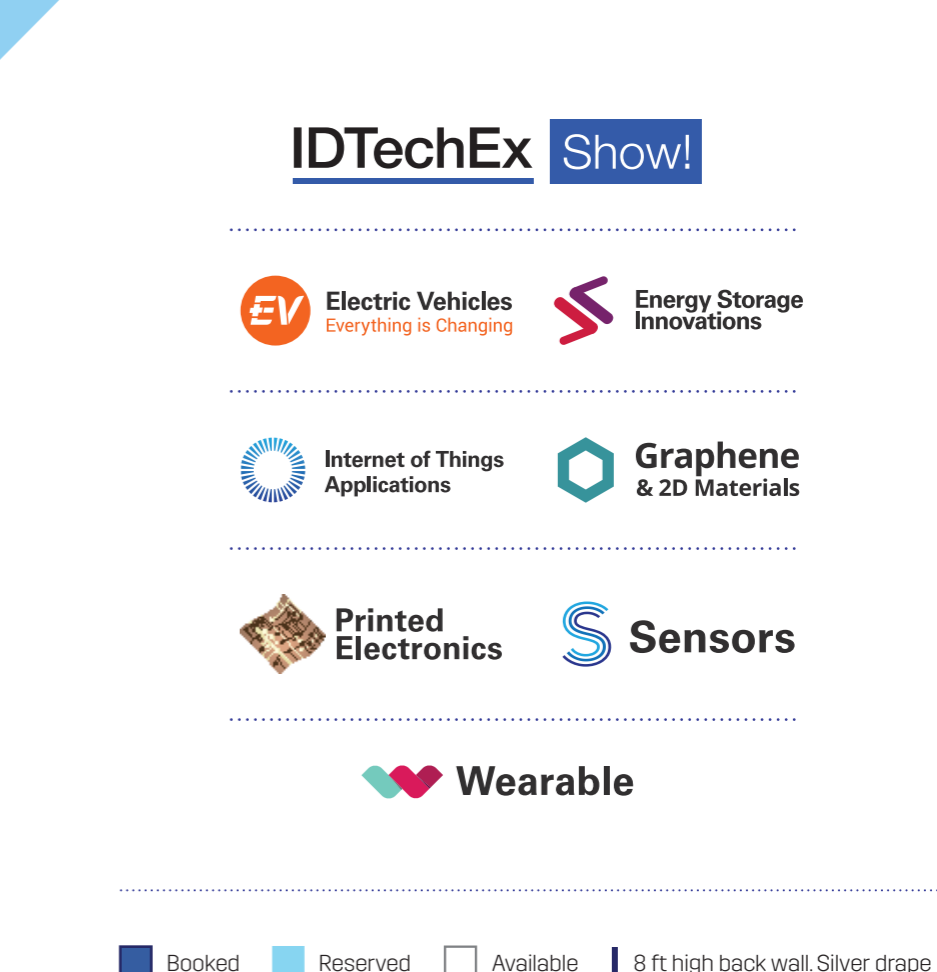 IDTechEx Show!
EV
Electric Vehicles
Everything is Changing
Energy Storage
Innovations
Internet of Things
Applications
Graphene
& 2D Materials
Printed
Electronics
Sensors
Wearable
Booked Reserved Available 8 ft high back wall. Silver drape